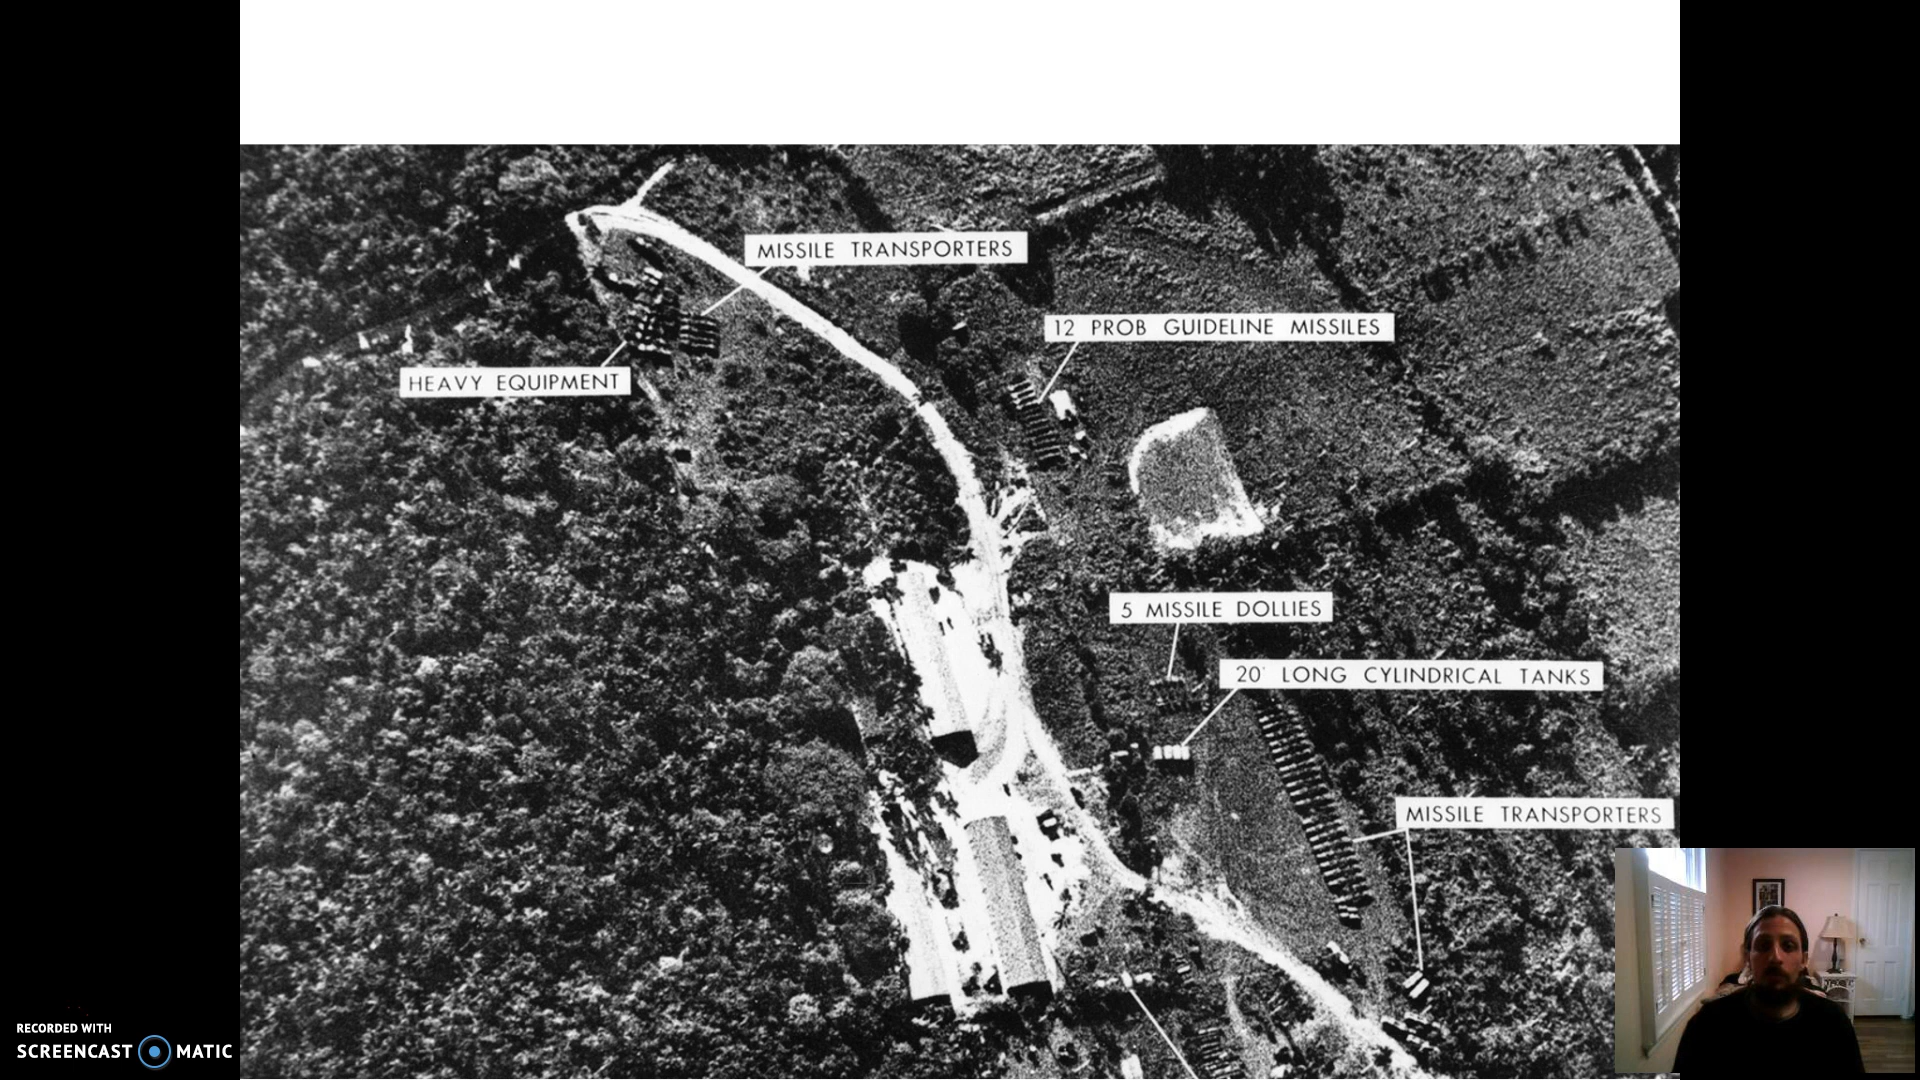 MISSILE TRANSPORTERS
12 PROB GUIDELINE MISSILES
HEAVY EQUIPMENT
5 MISSILE DOLLIES
20' LONG CYLINDRICAL TANKS
MISSILE TRANSPORTERS
RECORDED WITH
SCREENCAST MATIC